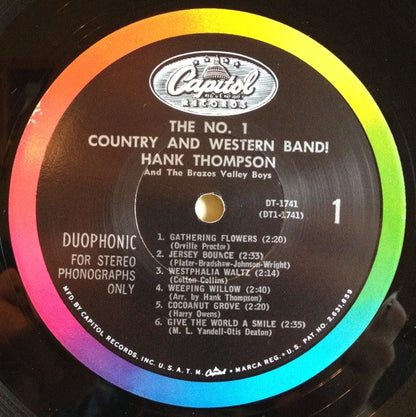 Capitol
RECORDS
THE NO. 1
COUNTRY AND WESTERN BAND!
HANK THOMPSON
And The Brazos Valley Boys
DT-1741
(DT1-1741)
1
DUOPHONIC
FOR STEREO
PHONOGRAPHS
ONLY
1. GATHERING FLOWERS (2:20)
(Orville Proctor)
2. JERSEY BOUNCE (2:33)
(Plater-Bradshaw-Johnson-Wright)
3. WESTPHALIA WALTZ (2:14)
(Cotton-Collins)
4. WEEPING WILLOW (2:40)
(Arr. by Hank Thompson)
5. COCOANUT GROVE (2:20)
(Harry Owens)
6. GIVE THE WORLD A SMILE (2:35)
(M. L. Yandell-Otis Deaton)
MFD. BY CAPITOL RECORDS, INC. U.S.A. T.M. Capitol MARCA REG. • U.S. PAT. NO. 2,631,859